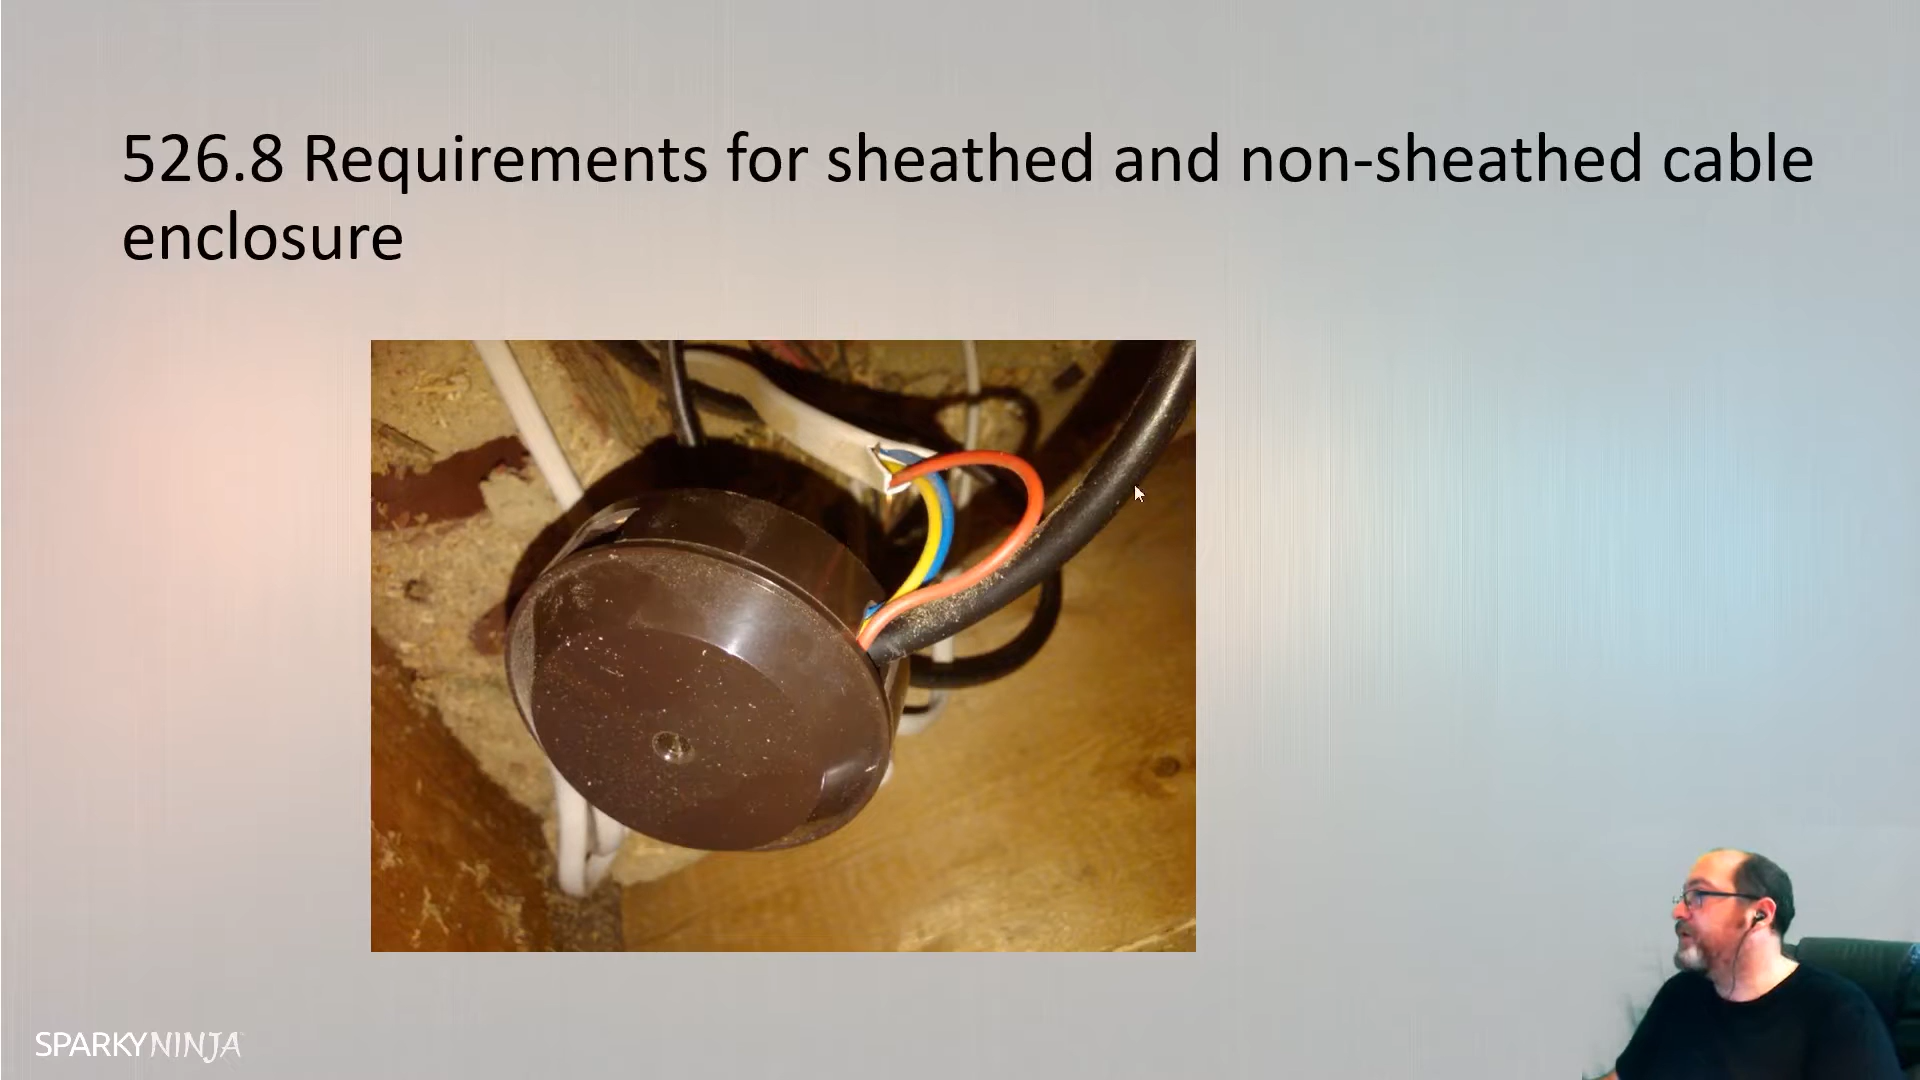 526.8 Requirements for sheathed and non-sheathed cable
enclosure
SPARKYNINJA